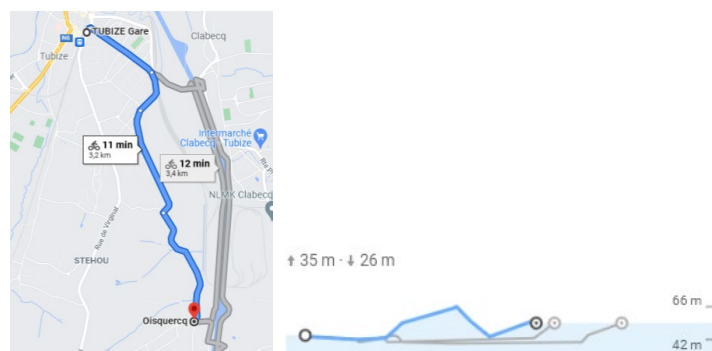 TUBIZE Gare
N6
Clabecq
Tubize
11 min
3,2 km
Intermarché
Clabecq - Tubize
12 min
3,4 km
NLMK Clabecq
Rue de Virginal
STEHOU
Oisquercq
↑ 35 m · ↓ 26 m
66 m
42 m